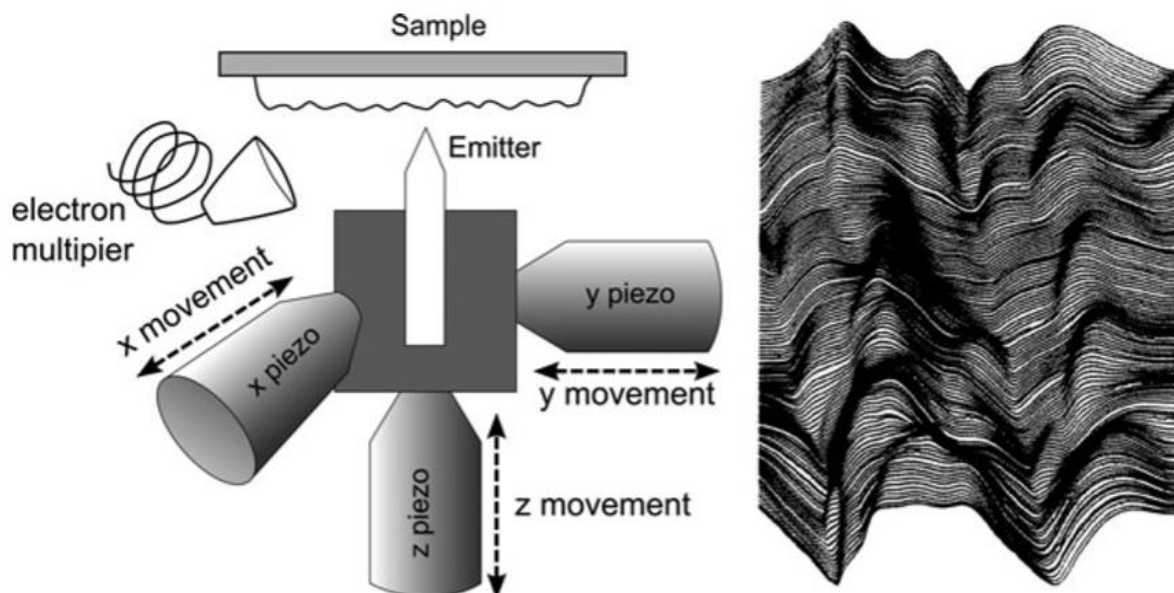 Sample
Emitter
electron
multipier
x movement
x piezo
y piezo
y movement
z piezo
z movement